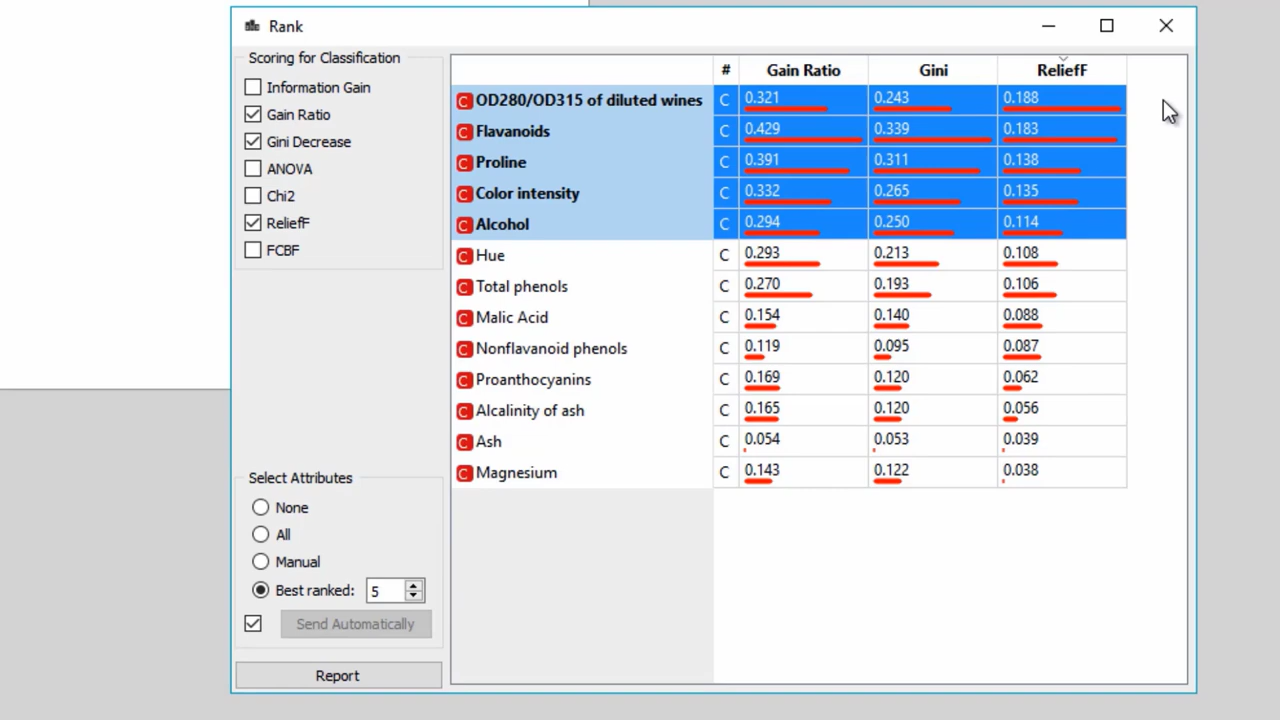 Rank
Scoring for Classification
Information Gain
Gain Ratio
Gini Decrease
ANOVA
Chi2
ReliefF
FCBF
Select Attributes
None
All
Manual
Best ranked: 5
Send Automatically
Report
# Gain Ratio Gini ReliefF
C OD280/OD315 of diluted wines C 0.321 0.243 0.188
C Flavanoids C 0.429 0.339 0.183
C Proline C 0.391 0.311 0.138
C Color intensity C 0.332 0.265 0.135
C Alcohol C 0.294 0.250 0.114
C Hue C 0.293 0.213 0.108
C Total phenols C 0.270 0.193 0.106
C Malic Acid C 0.154 0.140 0.088
C Nonflavanoid phenols C 0.119 0.095 0.087
C Proanthocyanins C 0.169 0.120 0.062
C Alcalinity of ash C 0.165 0.120 0.056
C Ash C 0.054 0.053 0.039
C Magnesium C 0.143 0.122 0.038